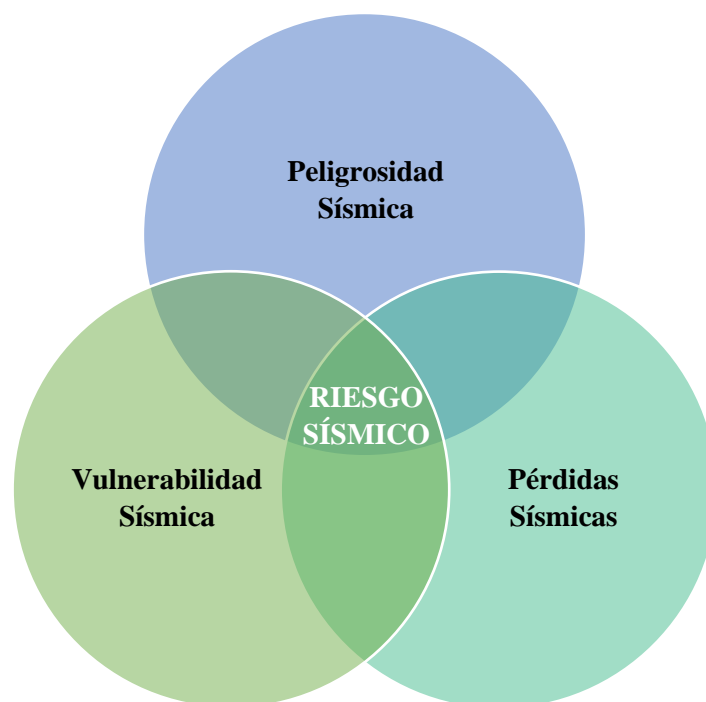 Peligrosidad
Sísmica
RIESGO
SÍSMICO
Vulnerabilidad
Sísmica
Pérdidas
Sísmicas